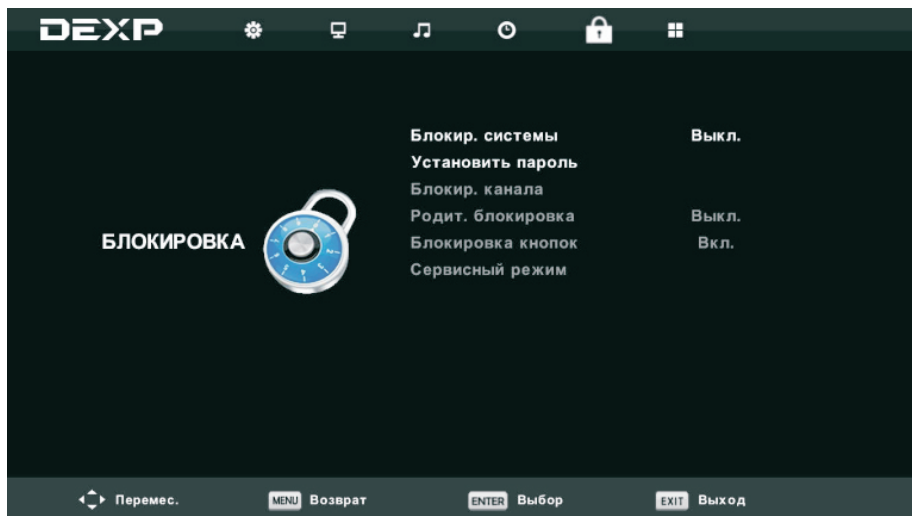 DEXP
Блокир. системы Выкл.
Установить пароль
Блокир. канала
Родит. блокировка Выкл.
Блокировка кнопок Вкл.
Сервисный режим
БЛОКИРОВКА
Перемес. MENU Возврат ENTER Выбор EXIT Выход